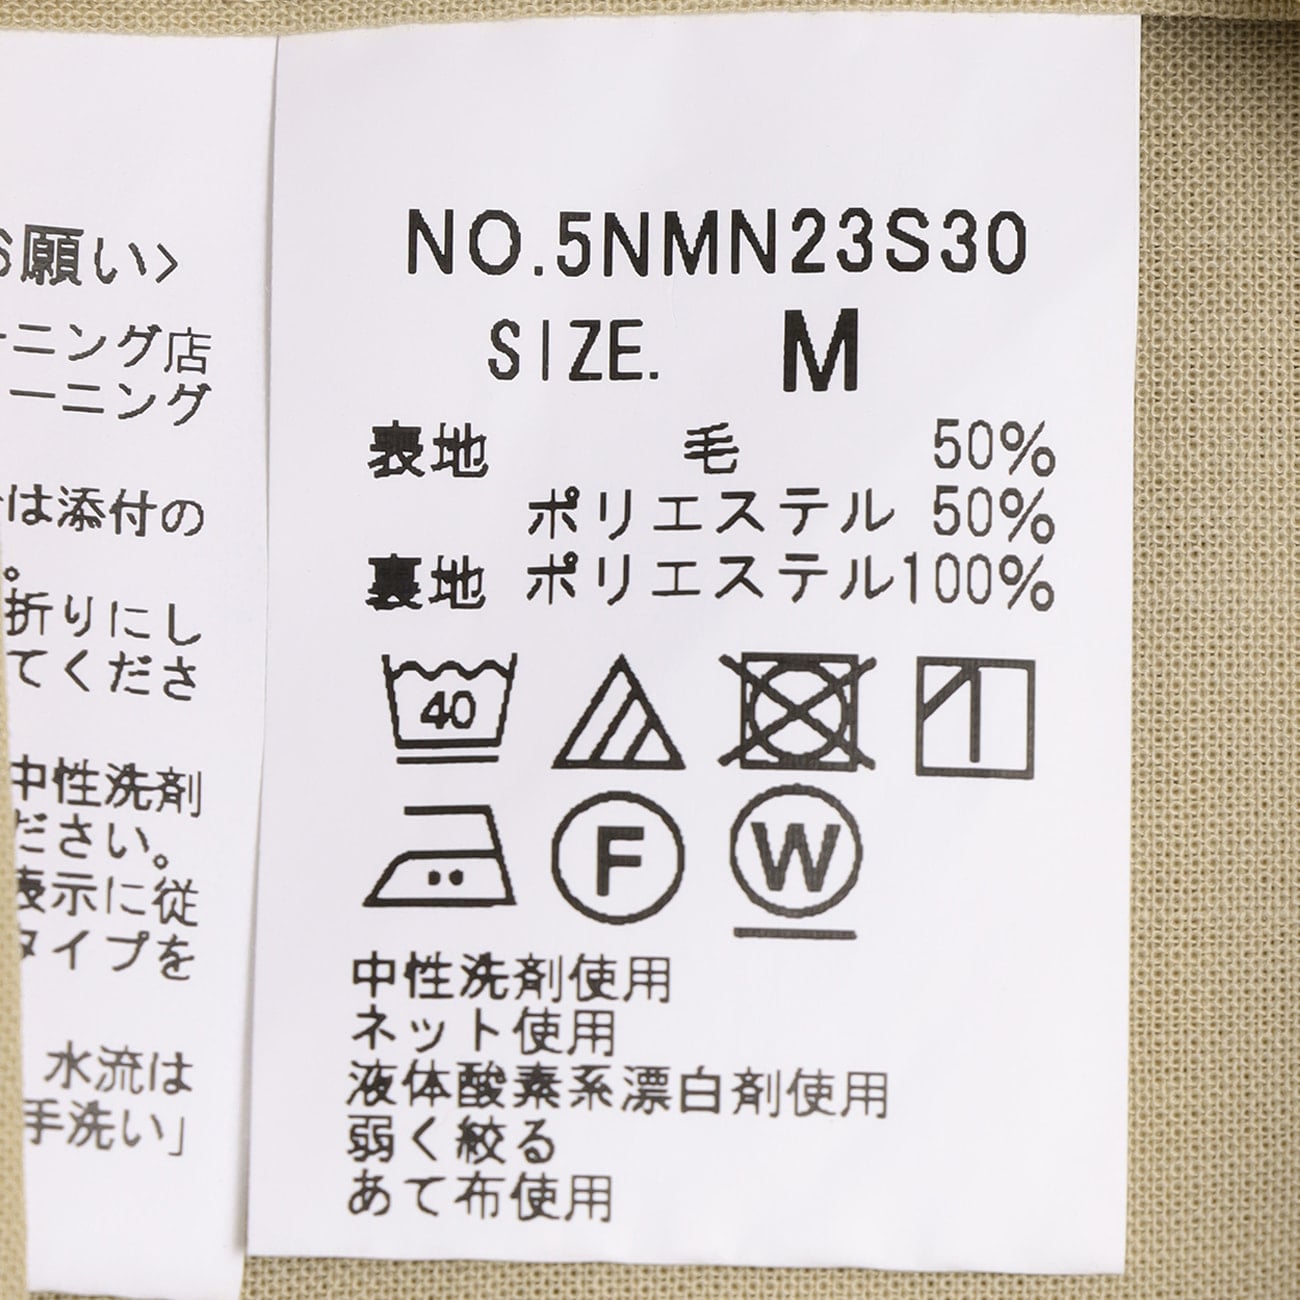 お願い>
ーニング店
ーニング
は添付の
。
折りにし
てくださ
中性洗剤
ださい。
表示に従
タイプを
水流は
手洗い」
NO.5NMN23S30
SIZE. M
表地 毛 50%
ポリエステル 50%
裏地 ポリエステル100%
40
F W
中性洗剤使用
ネット使用
液体酸素系漂白剤使用
弱く絞る
あて布使用